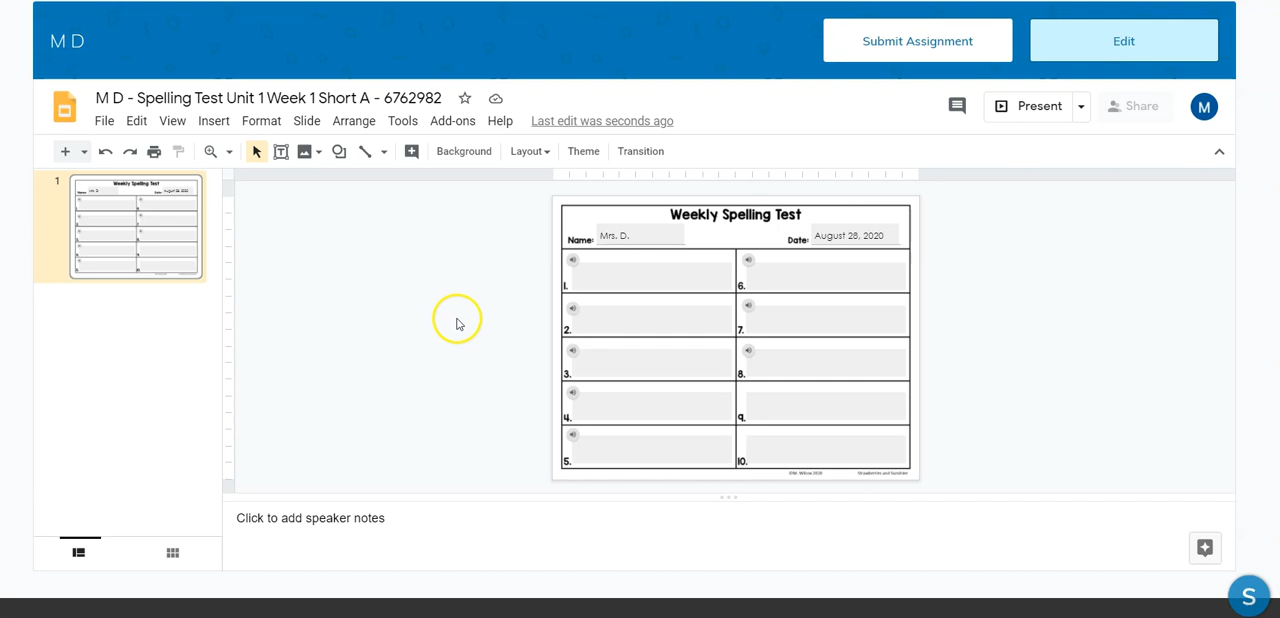 M D
Submit Assignment
Edit
M D - Spelling Test Unit 1 Week 1 Short A - 6762982
File Edit View Insert Format Slide Arrange Tools Add-ons Help Last edit was seconds ago
Present
Share
M
Background Layout Theme Transition
1
Weekly Spelling Test
Name: Mrs. D. Date: August 28, 2020
1. 6.
2. 7.
3. 8.
4. 9.
5. 10.
Click to add speaker notes
S